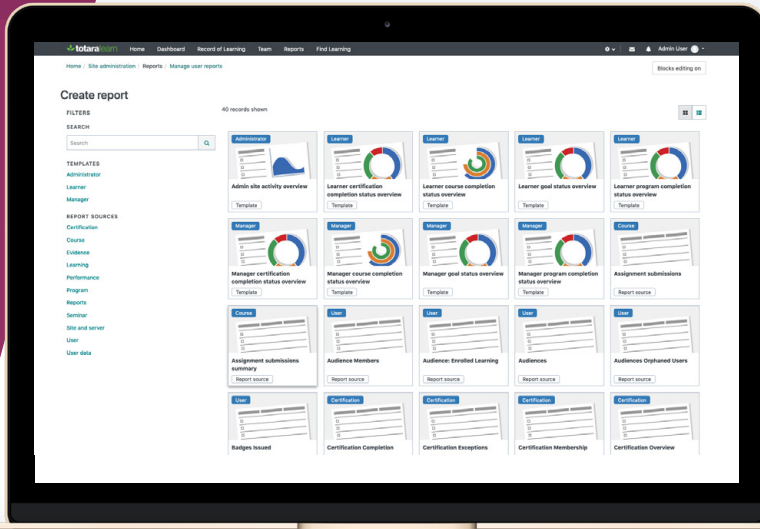 totaralearn Home Dashboard Record of Learning Team Reports Find Learning Admin User
Home / Site administration / Reports / Manage user reports
Blocks editing on
Create report
40 records shown
FILTERS
SEARCH
Search
TEMPLATES
Administrator
Learner
Manager
REPORT SOURCES
Certification
Course
Evidence
Learning
Performance
Program
Reports
Seminar
Site and server
User
User data
Administrator
Admin site activity overview
Template
Learner
Learner certification
completion status overview
Template
Learner
Learner course completion
status overview
Template
Learner
Learner goal status overview
Template
Learner
Learner program completion
status overview
Template
Manager
Manager certification
completion status overview
Template
Manager
Manager course completion
status overview
Template
Manager
Manager goal status overview
Template
Manager
Manager program completion
status overview
Template
Course
Assignment submissions
Report source
Course
Assignment submissions
summary
Report source
User
Audience Members
Report source
User
Audience: Enrolled Learning
Report source
User
Audiences
Report source
User
Audiences Orphaned Users
Report source
User
Badges Issued
Certification
Certification Completion
Certification
Certification Exceptions
Certification
Certification Membership
Certification
Certification Overview